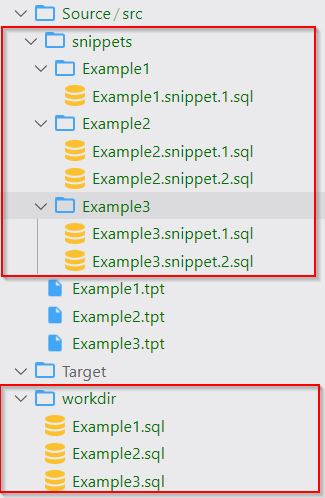 Source / src
snippets
Example1
Example1.snippet.1.sql
Example2
Example2.snippet.1.sql
Example2.snippet.2.sql
Example3
Example3.snippet.1.sql
Example3.snippet.2.sql
Example1.tpt
Example2.tpt
Example3.tpt
Target
workdir
Example1.sql
Example2.sql
Example3.sql